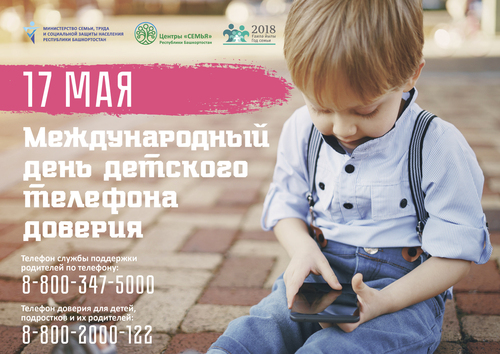 МИНИСТЕРСТВО СЕМЬИ, ТРУДА
И СОЦИАЛЬНОЙ ЗАЩИТЫ НАСЕЛЕНИЯ
РЕСПУБЛИКИ БАШКОРТОСТАН
Центры «СЕМЬЯ»
Республики Башкортостан
2018
Ғаилә йылы
Год семьи
17 МАЯ
Международный
день детского
телефона
доверия
Телефон службы поддержки
родителей по телефону:
8-800-347-5000
Телефон доверия для детей,
подростков и их родителей:
8-800-2000-122